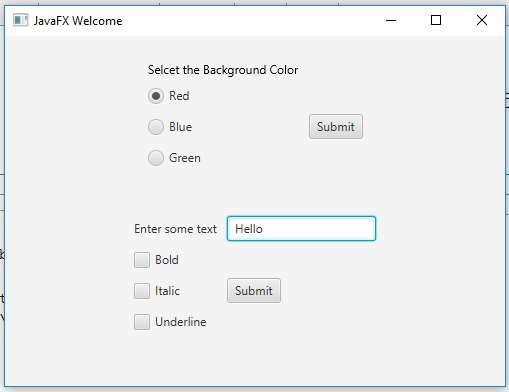 JavaFX Welcome
Selcet the Background Color
Red
Blue
Submit
Green
Enter some text
Hello
Bold
Italic
Submit
Underline